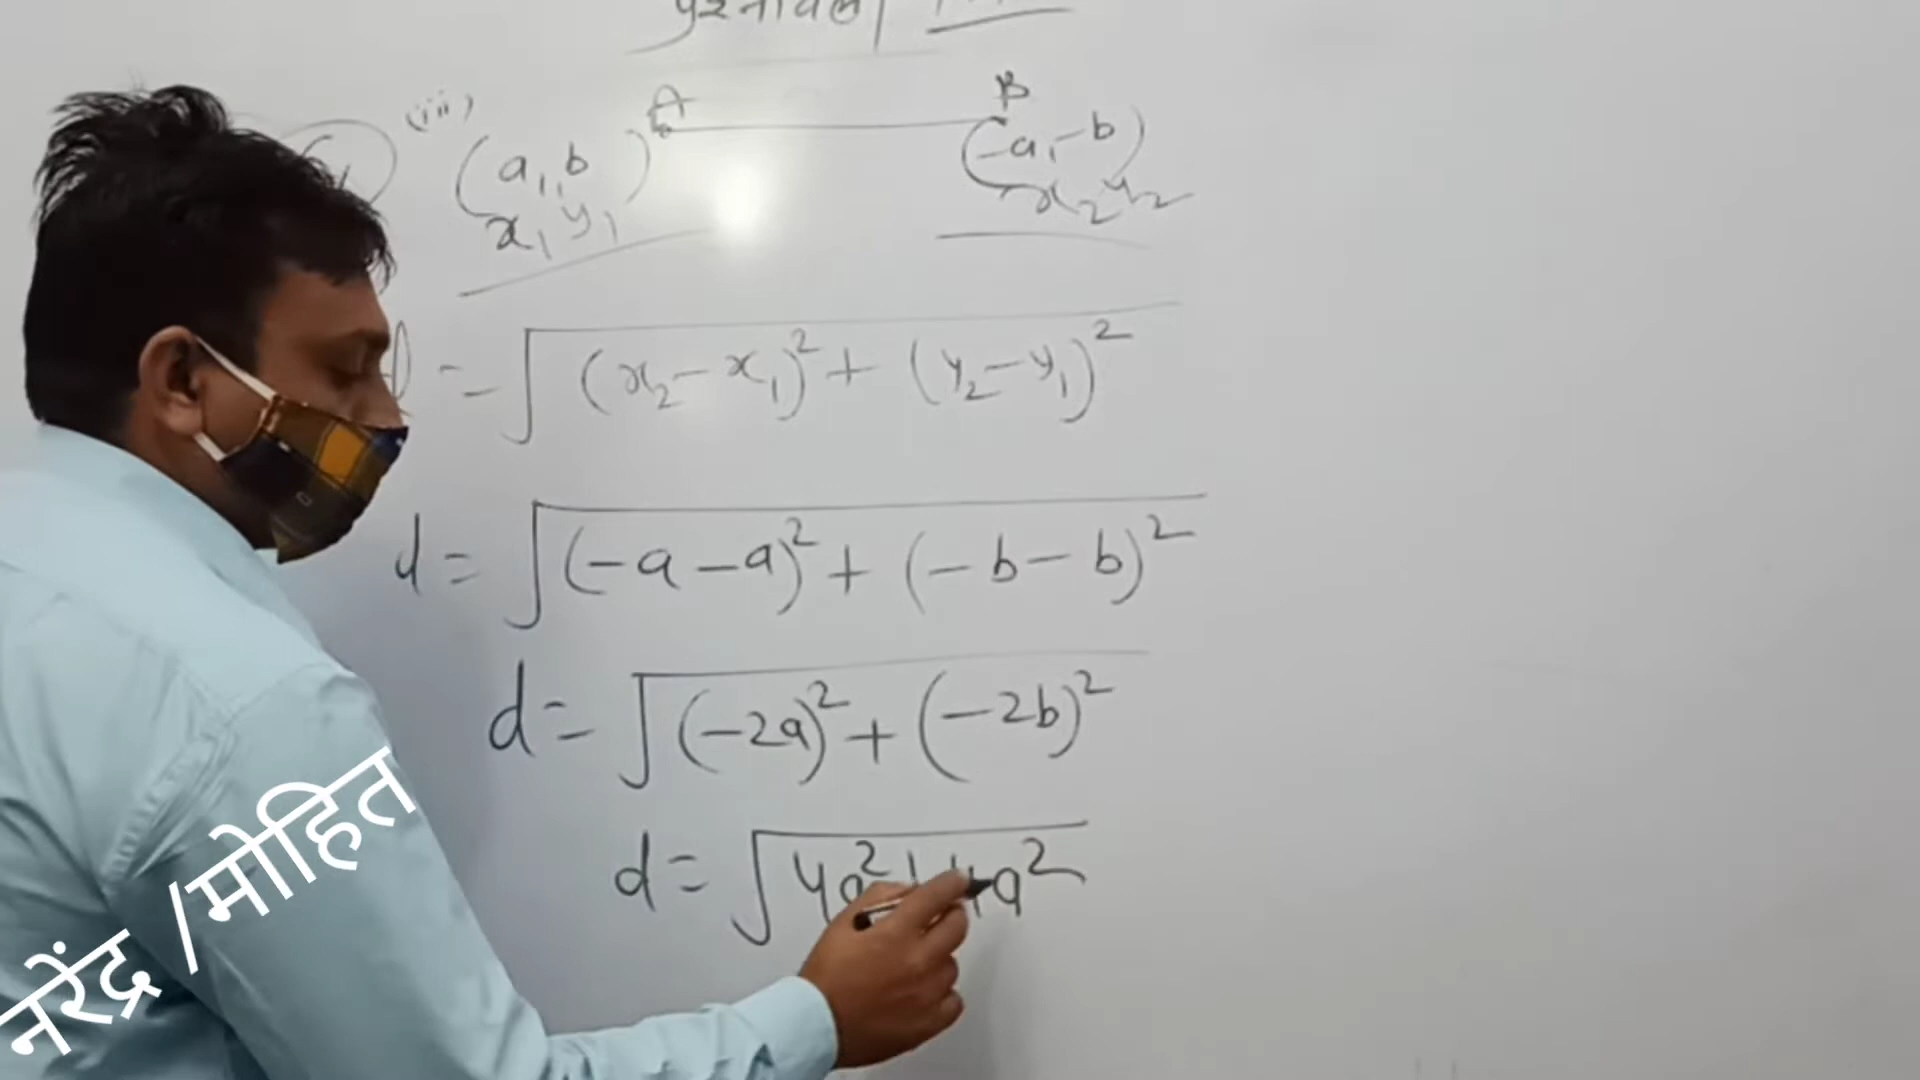 प्रश्नावली
(iii) (a, b) A B (-a, -b)
x₁ y₁ x₂ y₂
d = √(x₂ - x₁)² + (y₂ - y₁)²
d = √(-a - a)² + (-b - b)²
d = √(-2a)² + (-2b)²
d = √4a² + 4a²
नरेंद्र /मोहित